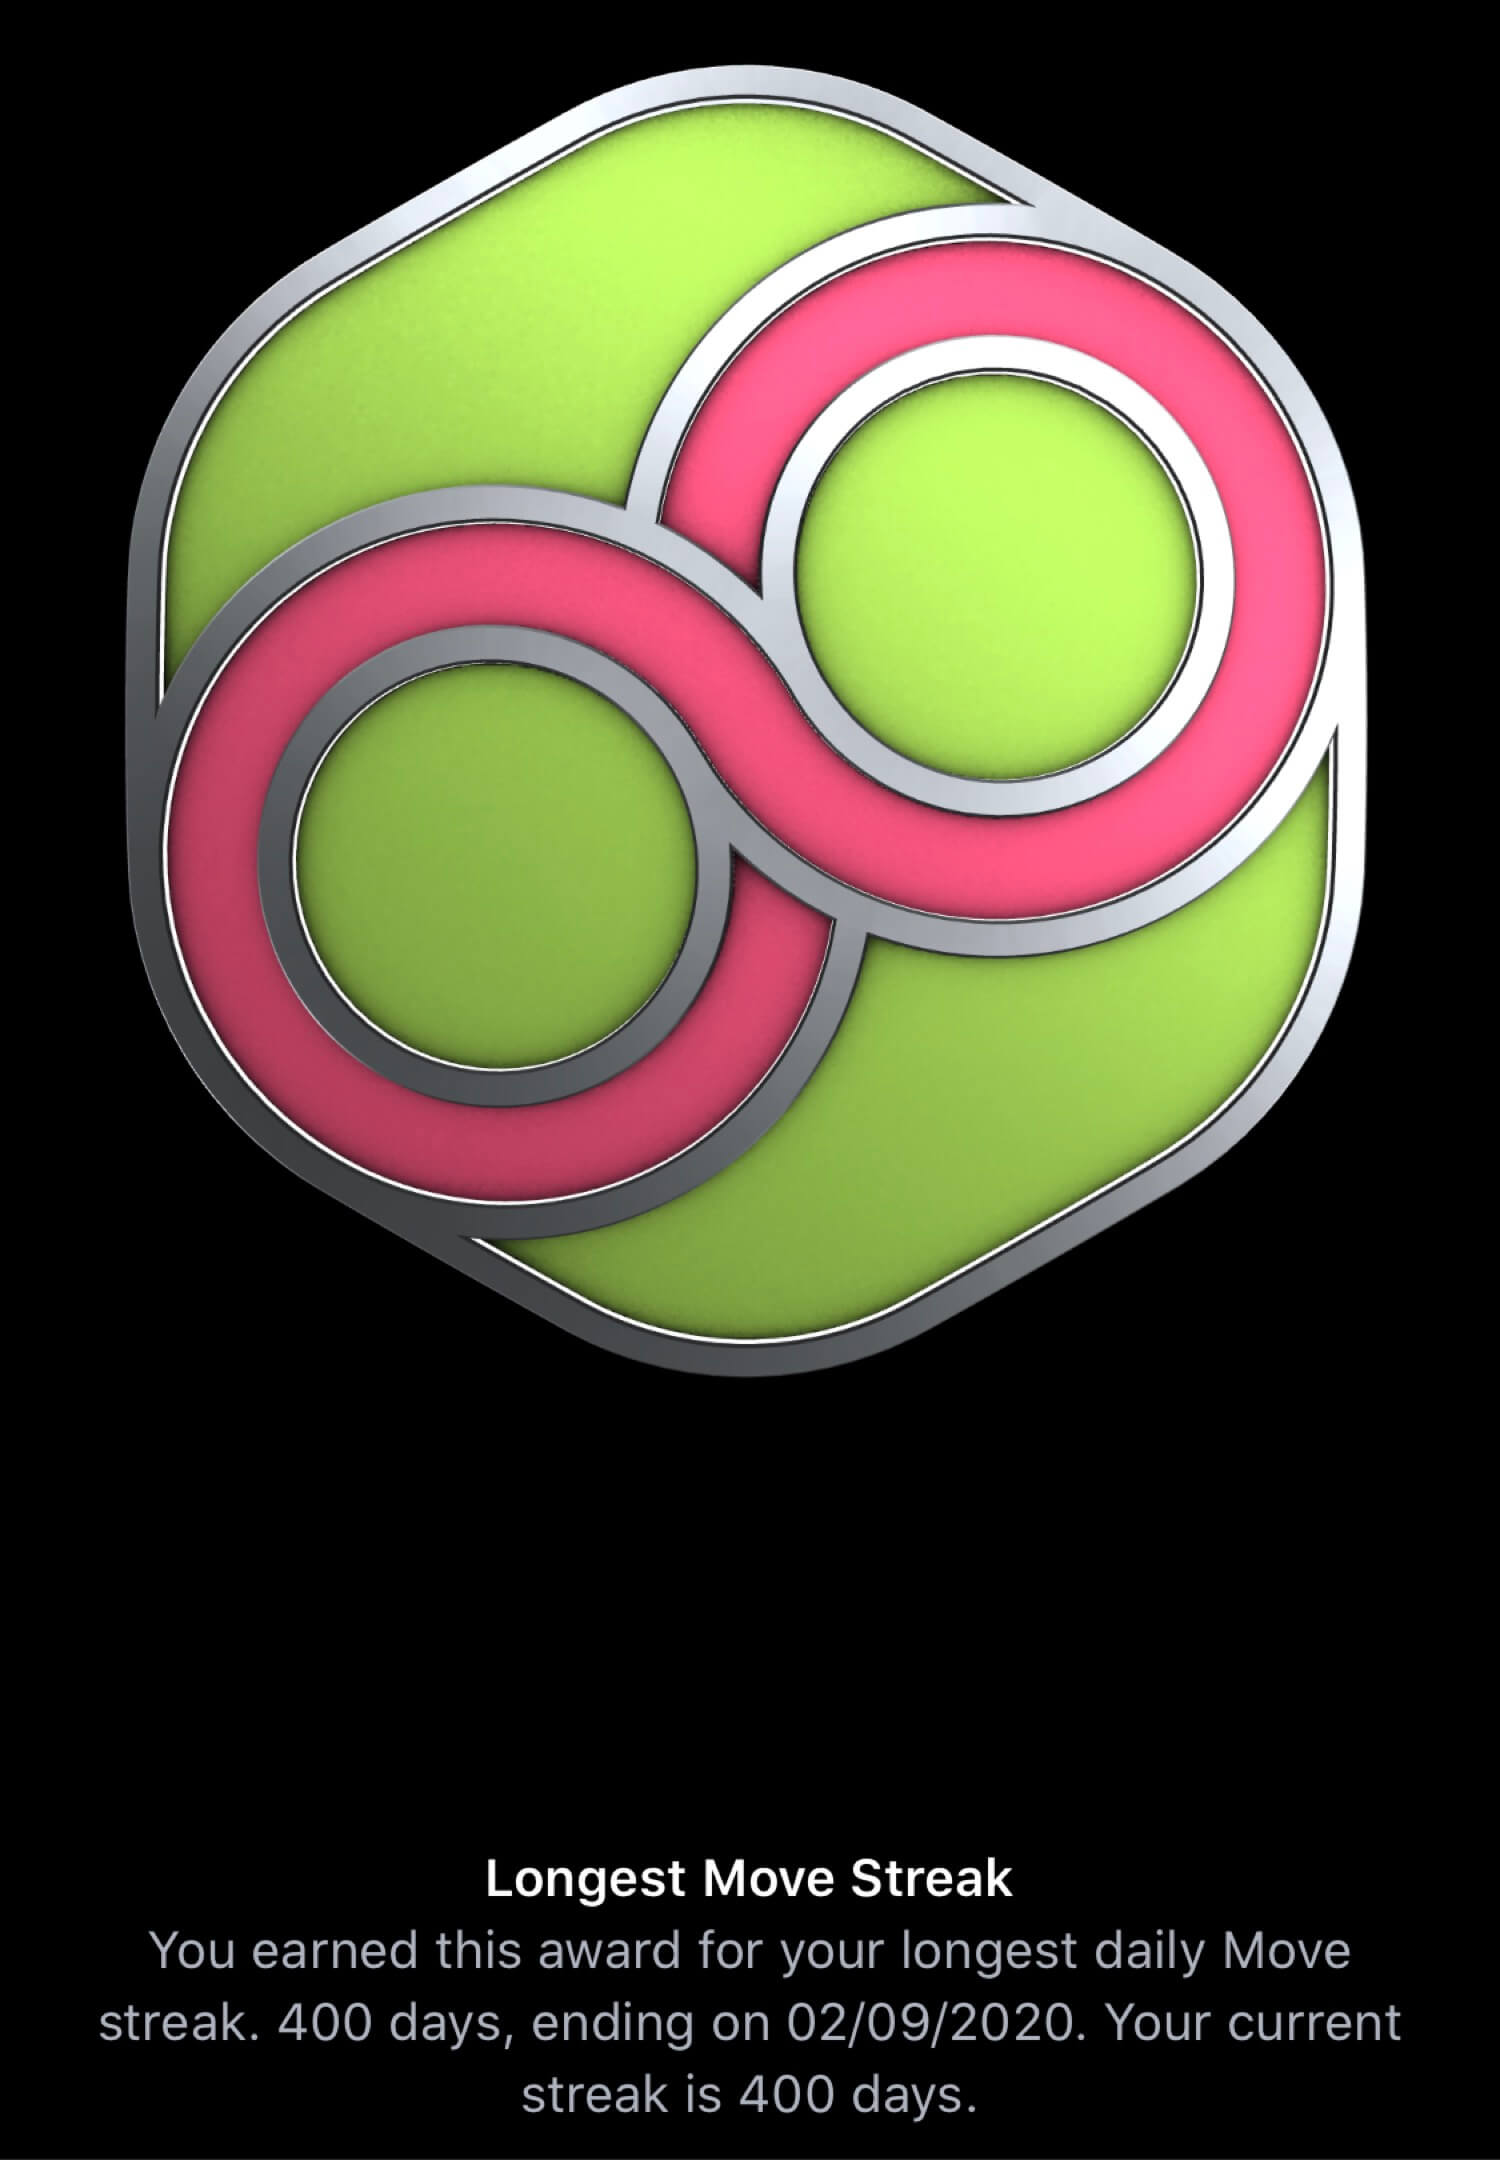 Longest Move Streak
You earned this award for your longest daily Move
streak. 400 days, ending on 02/09/2020. Your current
streak is 400 days.